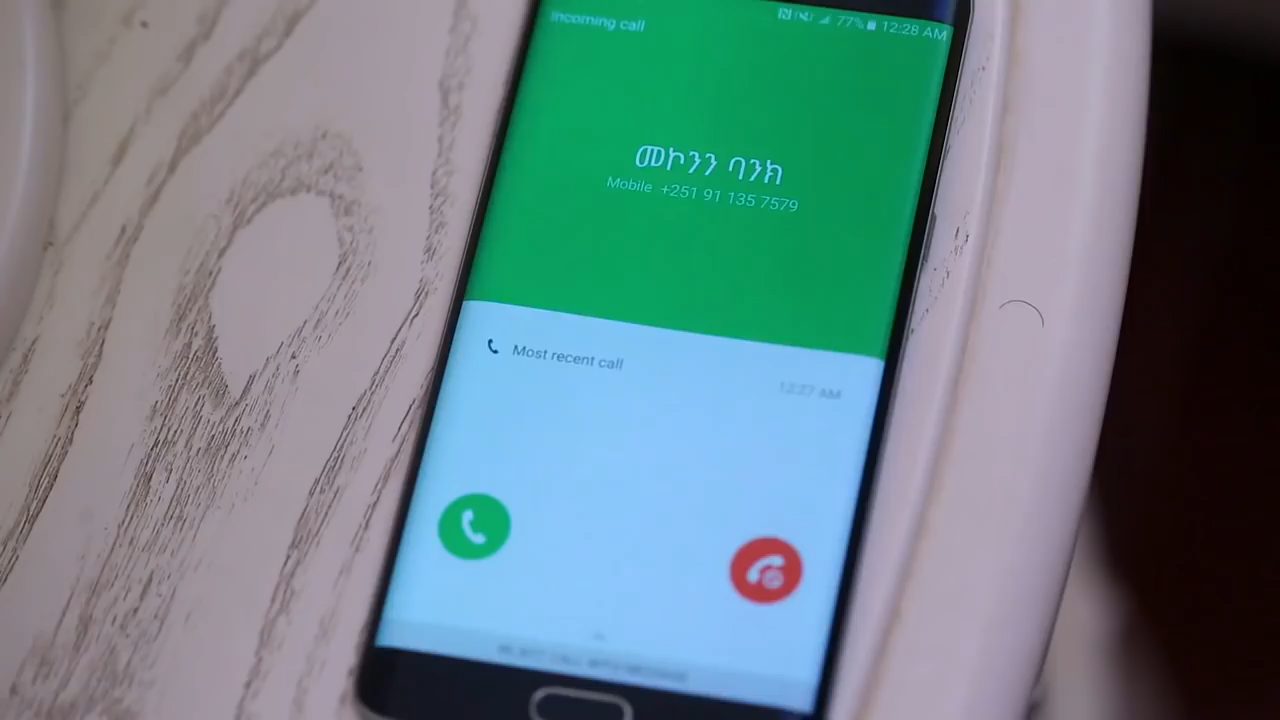 Incoming call
77% 12:28 AM
መኮንን ባንክ
Mobile +251 91 135 7579
Most recent call
12:27 AM